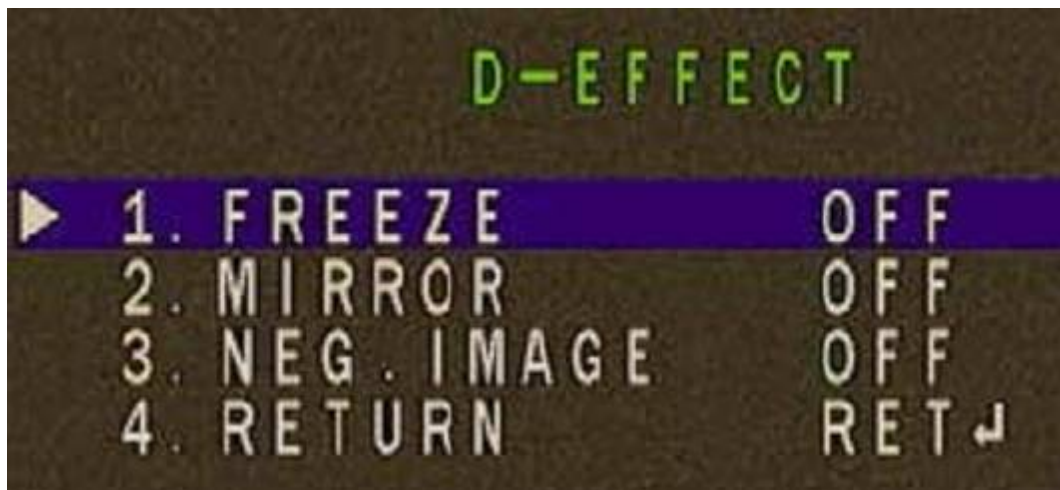 D-EFFECT
1. FREEZE OFF
2. MIRROR OFF
3. NEG. IMAGE OFF
4. RETURN RET↲